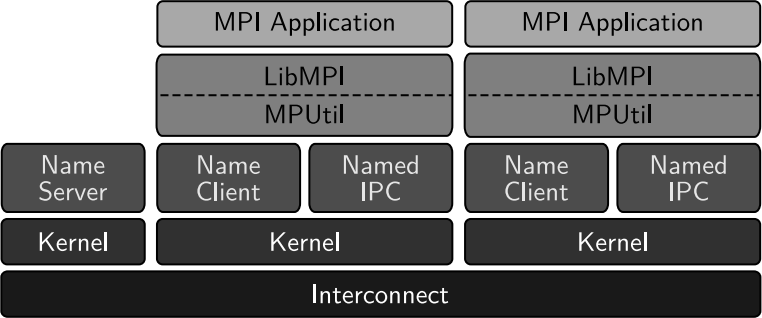 MPI Application
MPI Application
LibMPI
MPUtil
LibMPI
MPUtil
Name
Server
Name
Client
Named
IPC
Name
Client
Named
IPC
Kernel
Kernel
Kernel
Interconnect